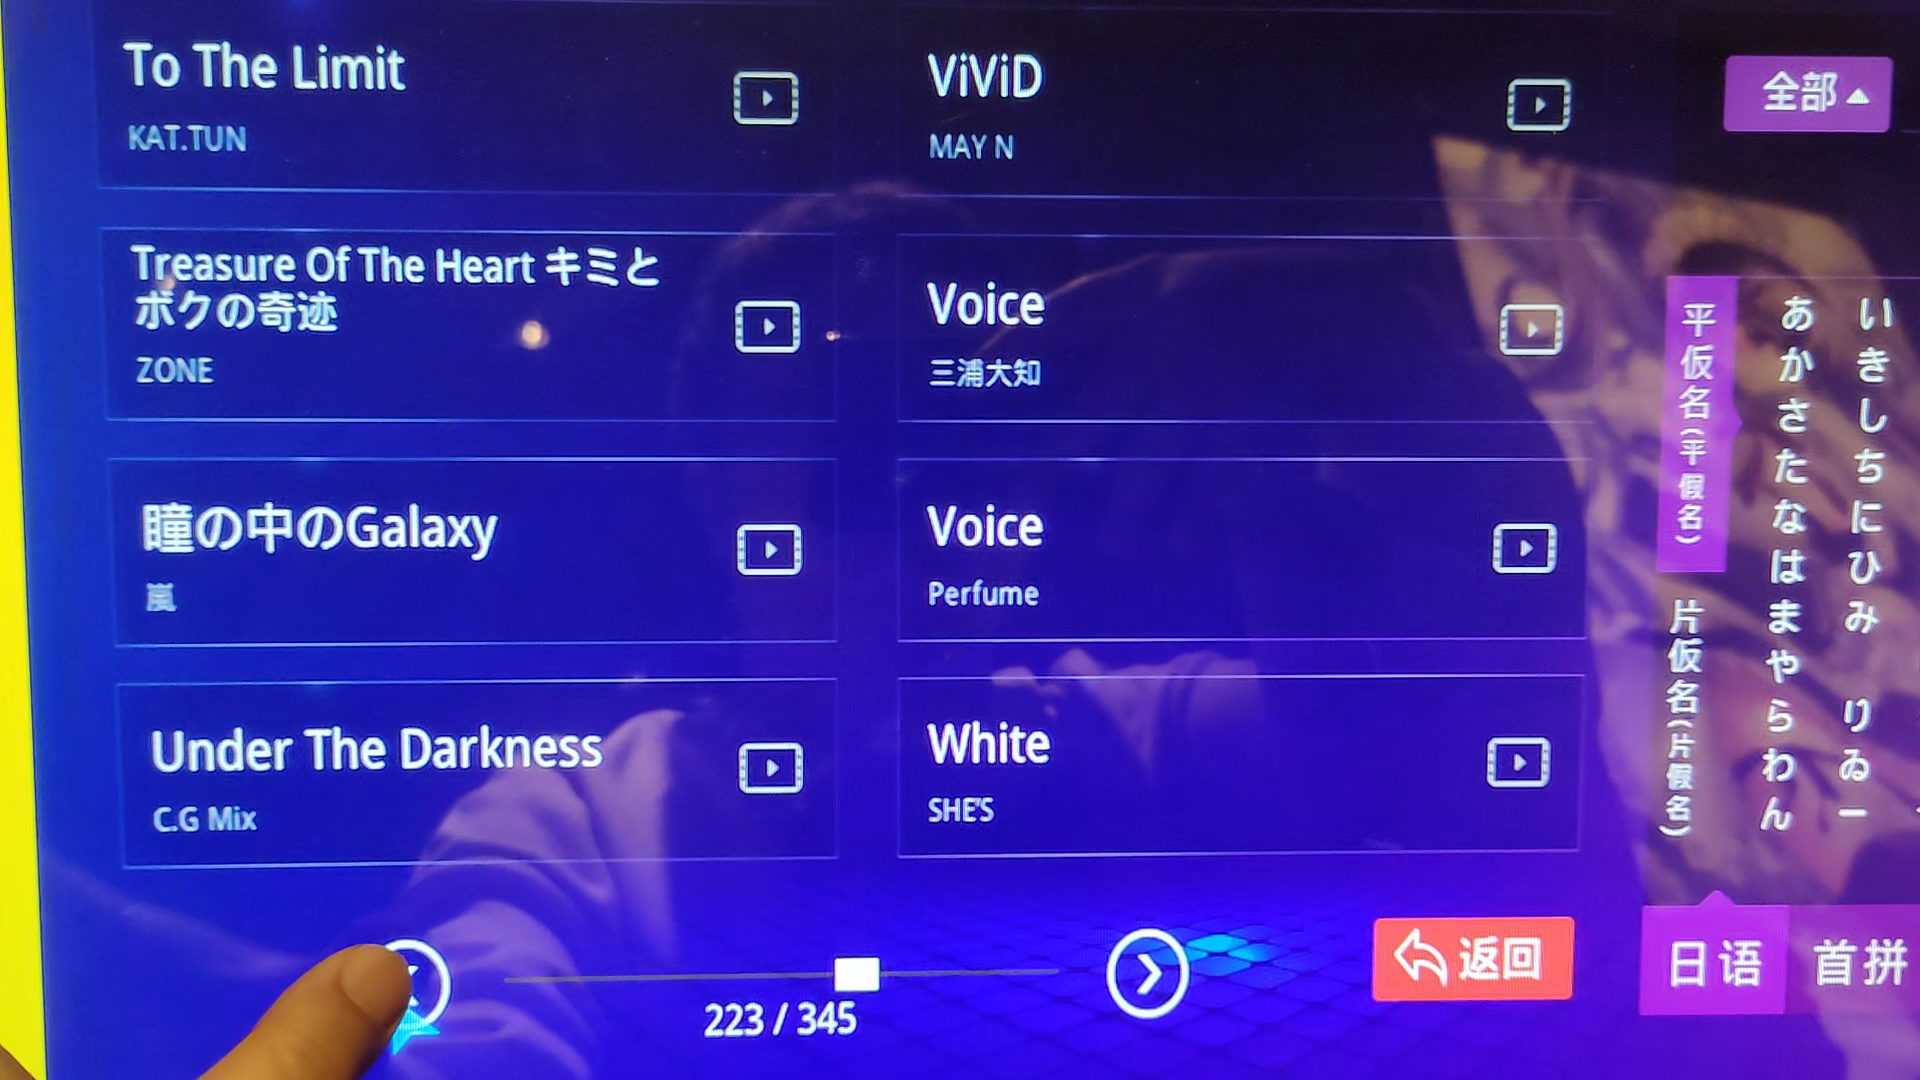 To The Limit
KAT.TUN
ViViD
MAY N
Treasure Of The Heart キミと
ボクの奇迹
ZONE
Voice
三浦大知
瞳の中のGalaxy
嵐
Voice
Perfume
Under The Darkness
C.G Mix
White
SHE'S
223 / 345
返回
全部
平仮名(平假名)
片仮名(片假名)
あかさたなはまやらわん
いきしちにひみ りゐー
日语
首拼